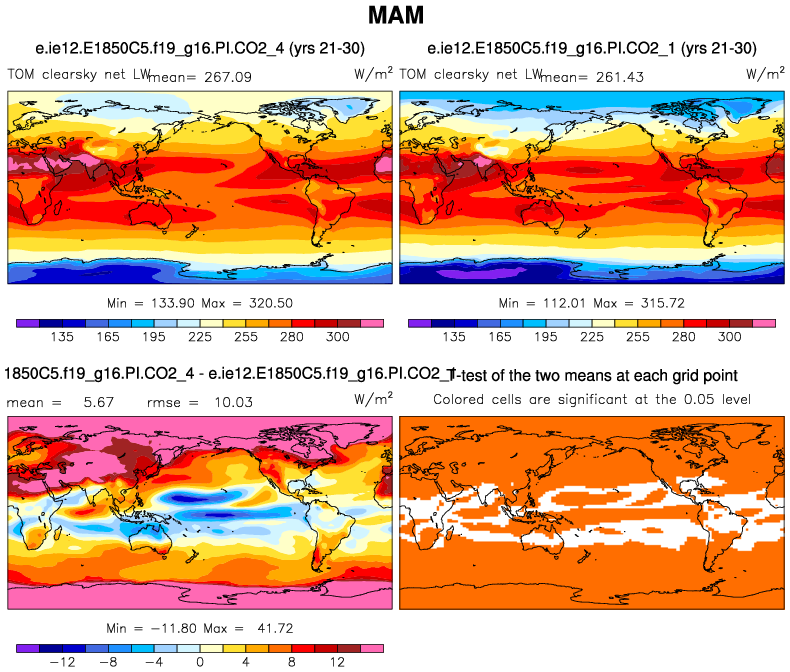 MAM
e.ie12.E1850C5.f19_g16.PI.CO2_4 (yrs 21-30)
e.ie12.E1850C5.f19_g16.PI.CO2_1 (yrs 21-30)
TOM clearsky net LW mean= 267.09 W/m²
TOM clearsky net LW mean= 261.43 W/m²
Min = 133.90 Max = 320.50
Min = 112.01 Max = 315.72
135 165 195 225 255 280 300
135 165 195 225 255 280 300
1850C5.f19_g16.PI.CO2_4 - e.ie12.E1850C5.f19_g16.PI.CO2_
T-test of the two means at each grid point
mean = 5.67 rmse = 10.03 W/m²
Colored cells are significant at the 0.05 level
Min = −11.80 Max = 41.72
−12 −8 −4 0 4 8 12